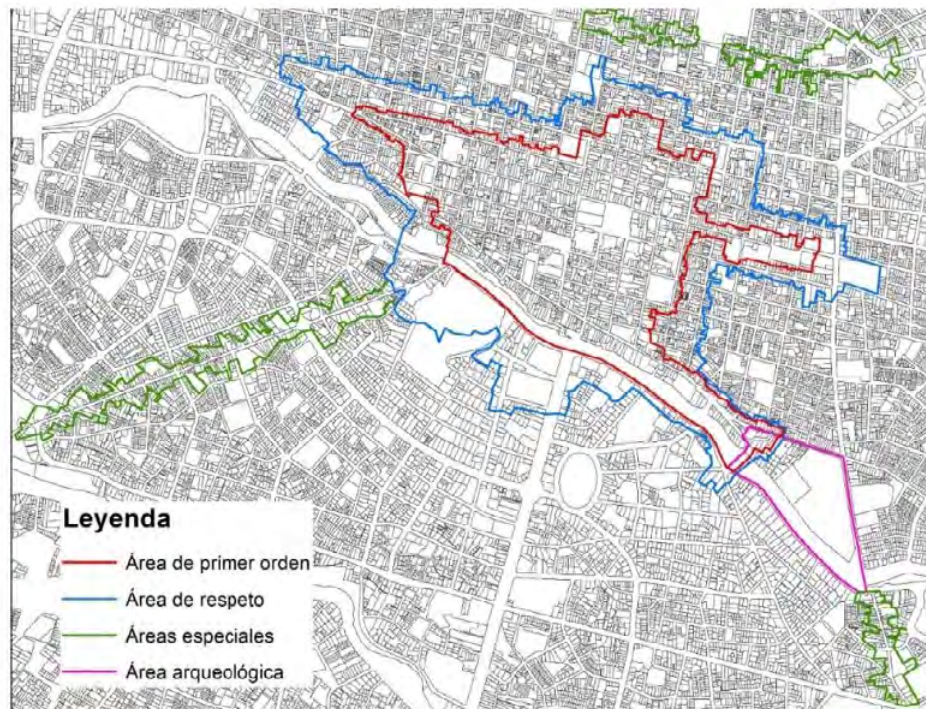 Leyenda
Área de primer orden
Área de respeto
Áreas especiales
Área arqueológica